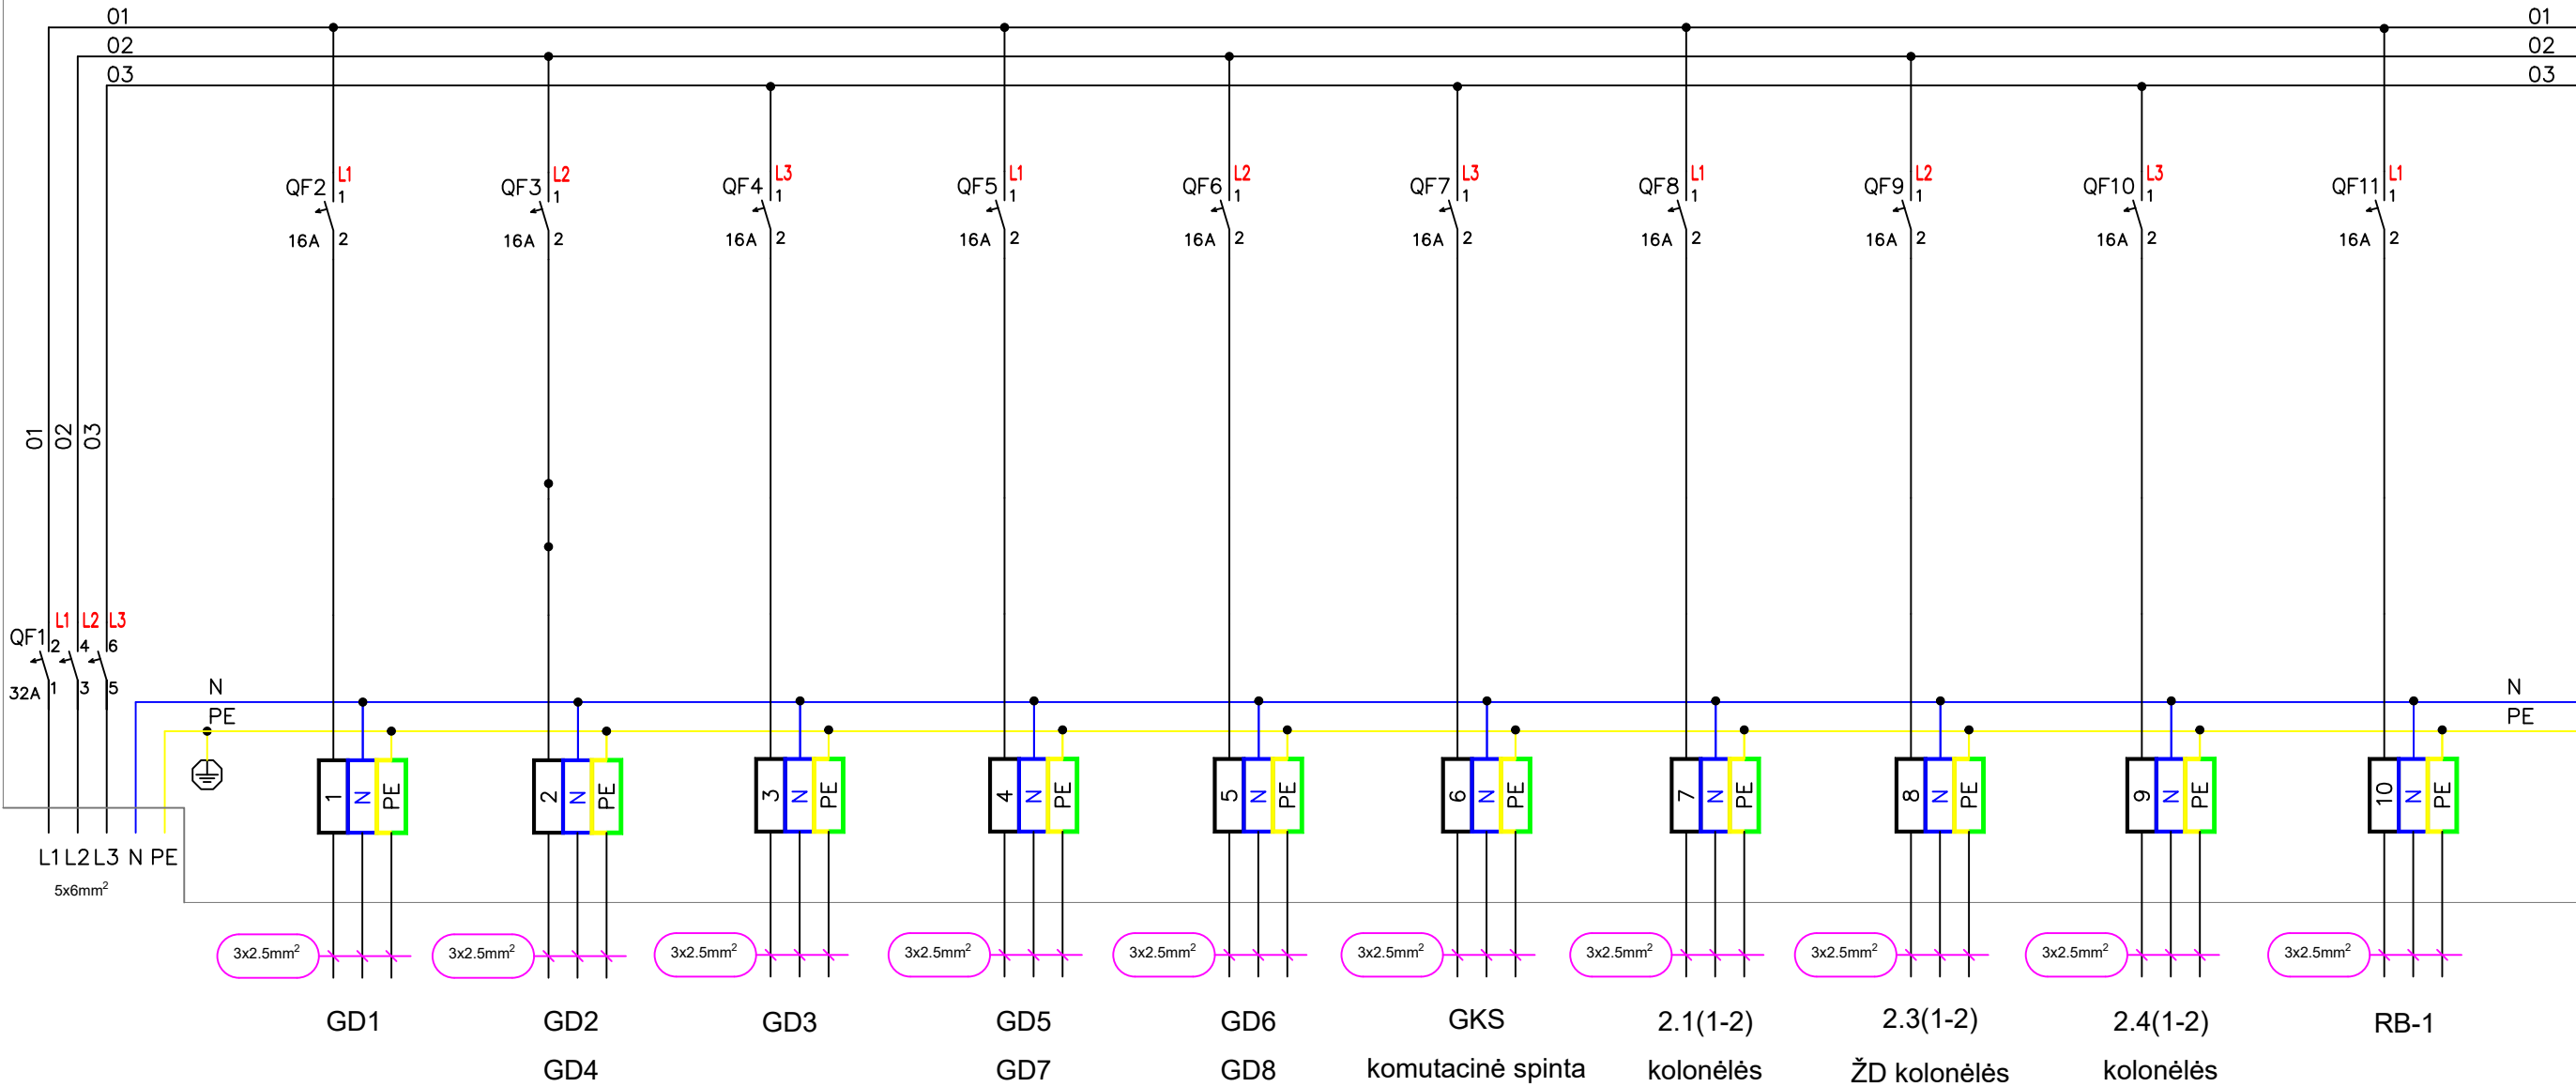 01 01
02 02
03 03
QF2 L1 1 QF3 L2 1 QF4 L3 1 QF5 L1 1 QF6 L2 1 QF7 L3 1 QF8 L1 1 QF9 L2 1 QF10 L3 1 QF11 L1 1
16A 2 16A 2 16A 2 16A 2 16A 2 16A 2 16A 2 16A 2 16A 2 16A 2
01 02 03
L1 L2 L3
QF1 2 4 6
32A 1 3 5
N N
PE PE
1 N PE 2 N PE 3 N PE 4 N PE 5 N PE 6 N PE 7 N PE 8 N PE 9 N PE 10 N PE
L1 L2 L3 N PE
5x6mm²
3x2.5mm² 3x2.5mm² 3x2.5mm² 3x2.5mm² 3x2.5mm² 3x2.5mm² 3x2.5mm² 3x2.5mm² 3x2.5mm² 3x2.5mm²
GD1 GD2 GD3 GD5 GD6 GKS 2.1(1-2) 2.3(1-2) 2.4(1-2) RB-1
GD4 GD7 GD8 komutacinė spinta kolonėlės ŽD kolonėlės kolonėlės